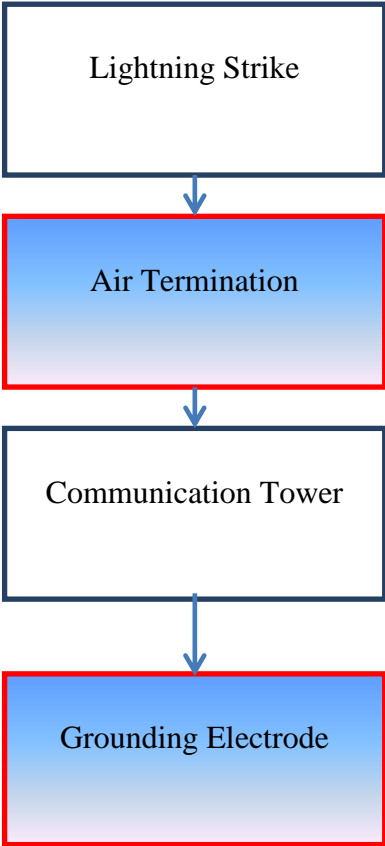 Lightning Strike
Air Termination
Communication Tower
Grounding Electrode